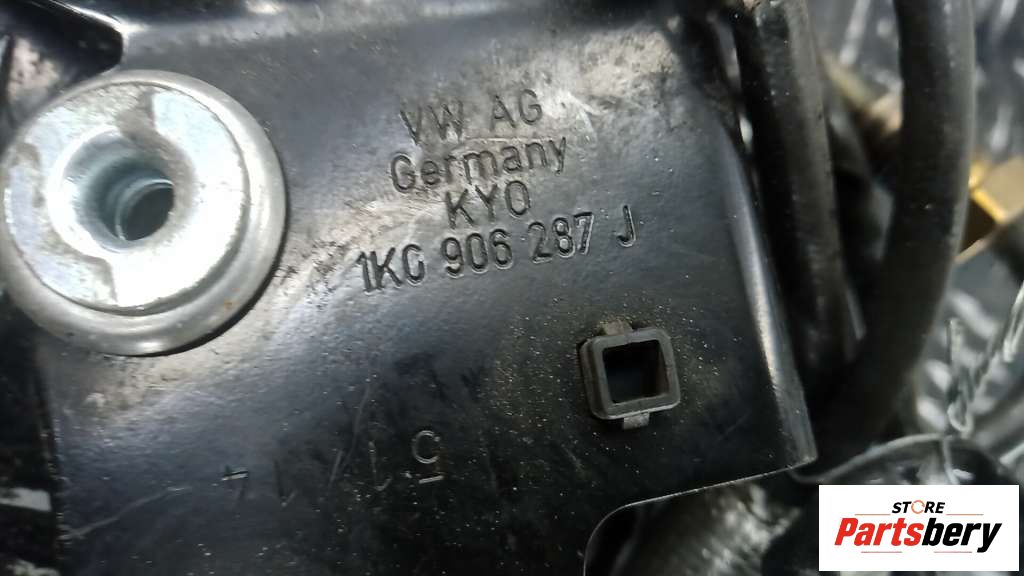 VW AG
Germany
KYO
1K0 906 287 J
C
STORE
Partsbery